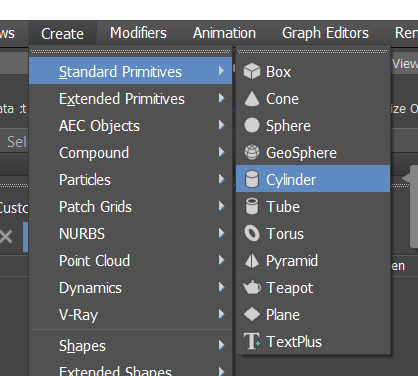 ws Create Modifiers Animation Graph Editors Ren
View
Standard Primitives
Extended Primitives
AEC Objects
Compound
Particles
Patch Grids
NURBS
Point Cloud
Dynamics
V-Ray
Shapes
Extended Shapes
Box
Cone
Sphere
GeoSphere
Cylinder
Tube
Torus
Pyramid
Teapot
Plane
TextPlus
ata
ize O
Sel
Custo
en